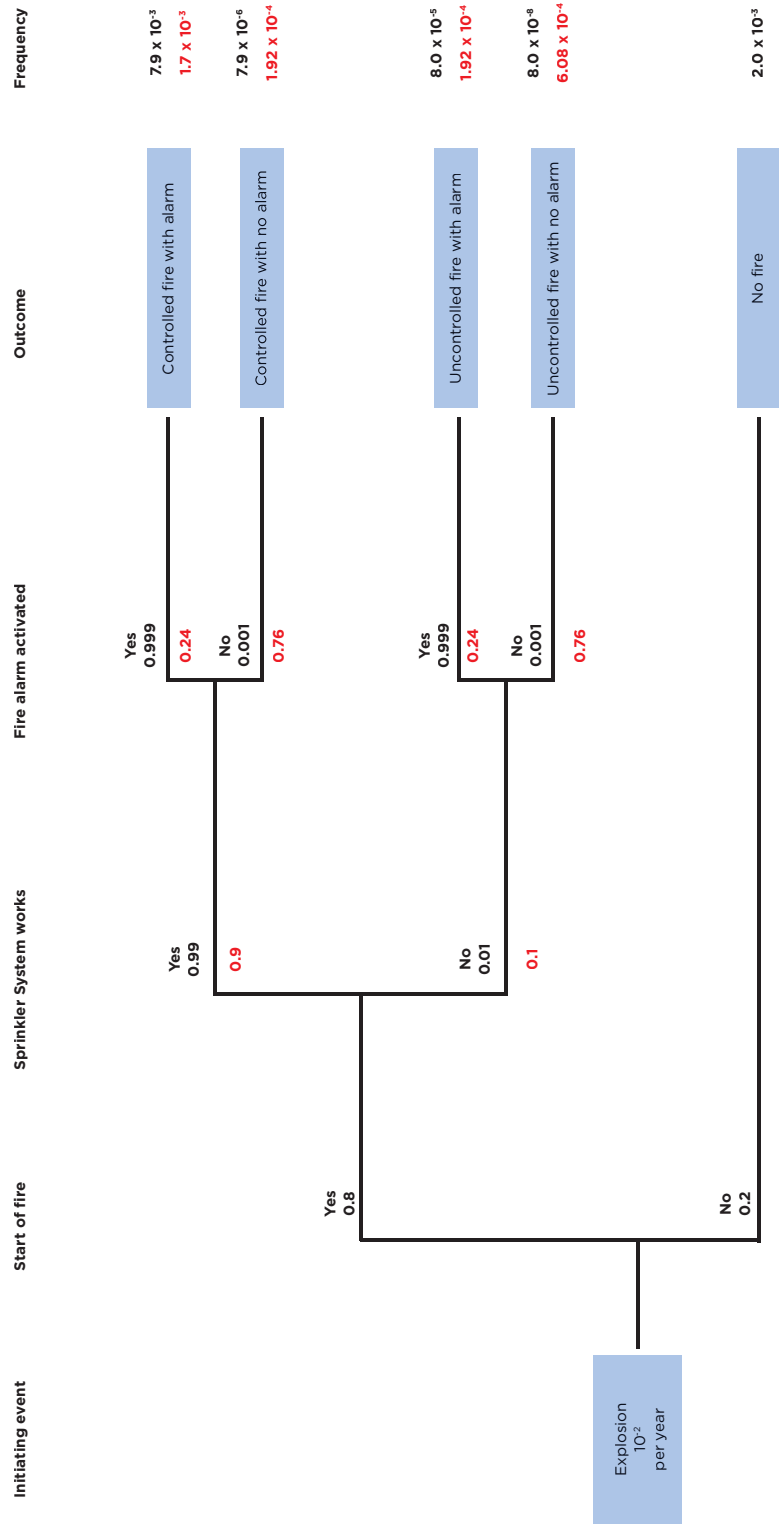 Initiating event
Start of fire
Sprinkler System works
Fire alarm activated
Outcome
Frequency
Yes
0.999
0.24
Controlled fire with alarm
7.9 x 10⁻³
1.7 x 10⁻³
Yes
0.99
0.9
No
0.001
0.76
Controlled fire with no alarm
7.9 x 10⁻⁶
1.92 x 10⁻⁴
Yes
0.8
Yes
0.999
0.24
Uncontrolled fire with alarm
8.0 x 10⁻⁵
1.92 x 10⁻⁴
No
0.01
0.1
No
0.001
0.76
Uncontrolled fire with no alarm
8.0 x 10⁻⁸
6.08 x 10⁻⁴
Explosion
10⁻²
per year
No
0.2
No fire
2.0 x 10⁻³